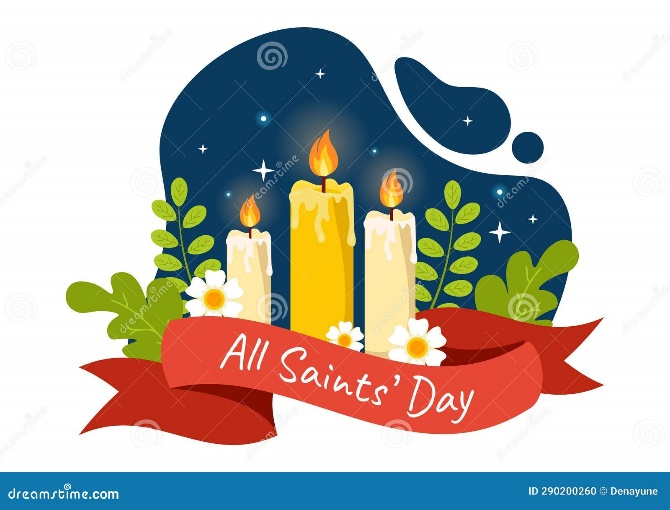 All Saints' Day
dreamstime.com
ID 290200260 © Denayune